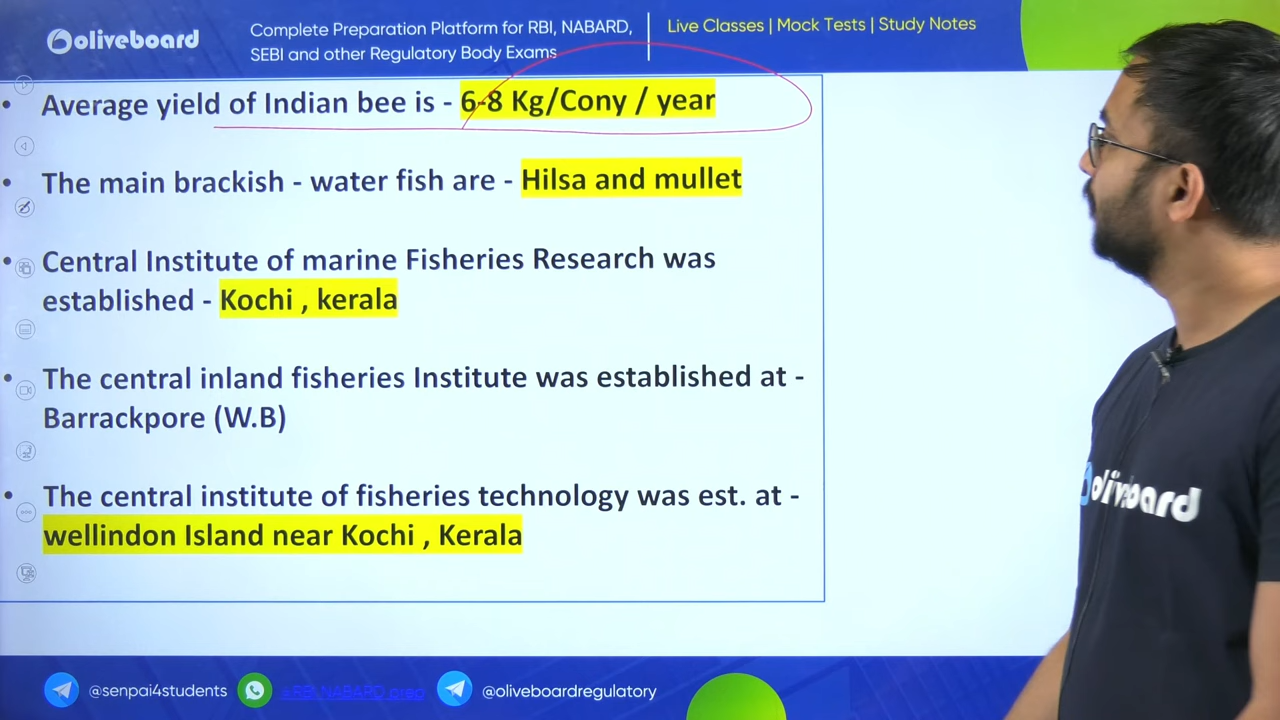 oliveboard
Complete Preparation Platform for RBI, NABARD,
SEBI and other Regulatory Body Exams
Live Classes | Mock Tests | Study Notes
• Average yield of Indian bee is - 6-8 Kg/Cony / year
• The main brackish - water fish are - Hilsa and mullet
• Central Institute of marine Fisheries Research was
established - Kochi , kerala
• The central inland fisheries Institute was established at -
Barrackpore (W.B)
• The central institute of fisheries technology was est. at -
wellindon Island near Kochi , Kerala
oliveboard
@senpai4students
@oliveboardregulatory